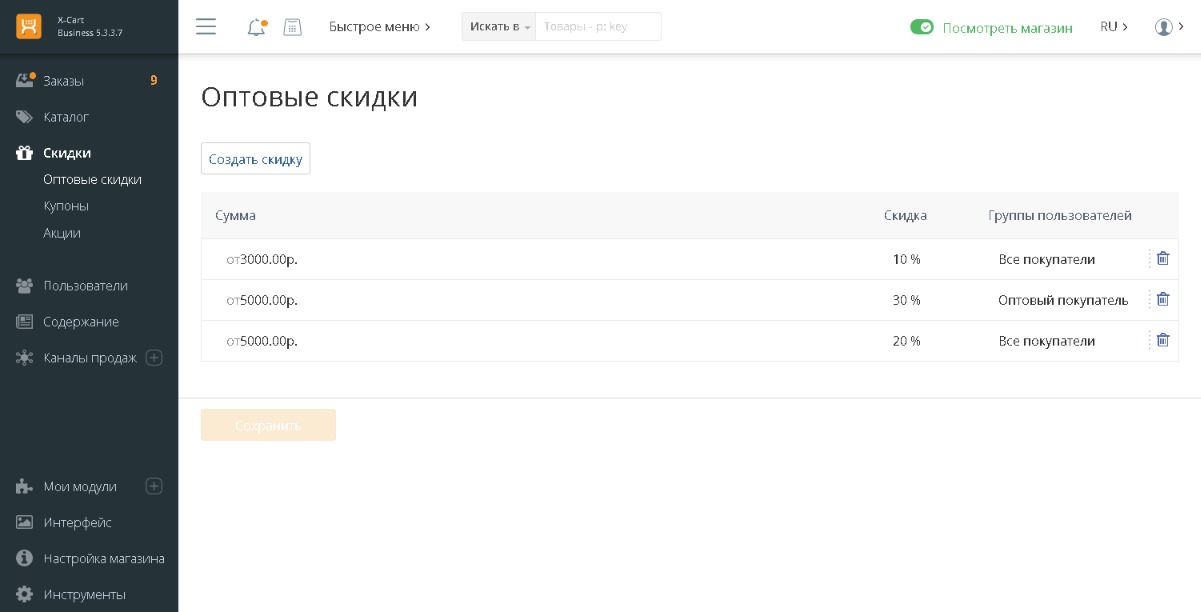 X-Cart
Business 5.3.3.7
Быстрое меню
Искать в
Товары - р: key
Посмотреть магазин
RU
Заказы 9
Каталог
Скидки
Оптовые скидки
Купоны
Акции
Пользователи
Содержание
Каналы продаж
Мои модули
Интерфейс
Настройка магазина
Инструменты
Оптовые скидки
Создать скидку
Сумма Скидка Группы пользователей
от3000.00р. 10 % Все покупатели
от5000.00р. 30 % Оптовый покупатель
от5000.00р. 20 % Все покупатели
Сохранить